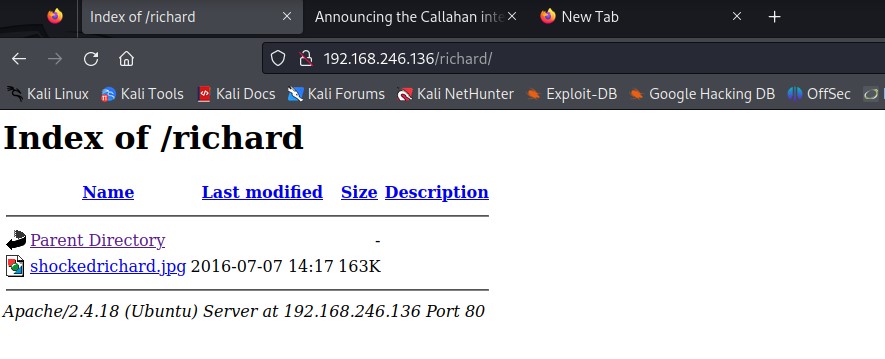 Index of /richard
Announcing the Callahan inte
New Tab
192.168.246.136/richard/
Kali Linux Kali Tools Kali Docs Kali Forums Kali NetHunter Exploit-DB Google Hacking DB OffSec
Index of /richard
Name Last modified Size Description
Parent Directory -
shockedrichard.jpg 2016-07-07 14:17 163K
Apache/2.4.18 (Ubuntu) Server at 192.168.246.136 Port 80